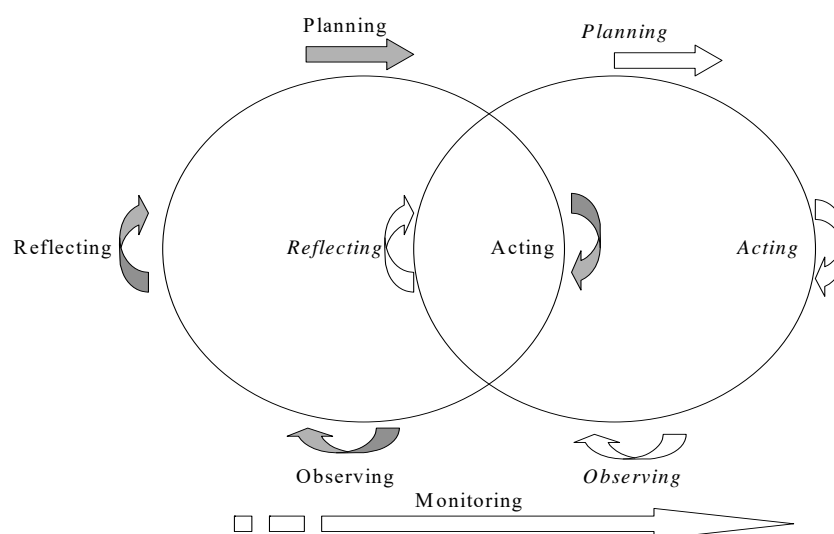 Planning
Planning
Reflecting
Reflecting
Acting
Acting
Observing
Observing
Monitoring